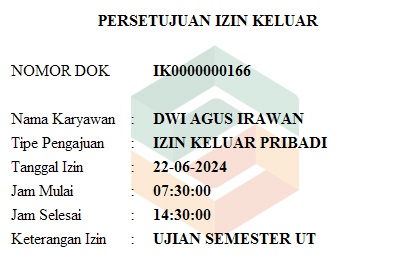 PERSETUJUAN IZIN KELUAR
NOMOR DOK IK0000000166
Nama Karyawan : DWI AGUS IRAWAN
Tipe Pengajuan : IZIN KELUAR PRIBADI
Tanggal Izin : 22-06-2024
Jam Mulai : 07:30:00
Jam Selesai : 14:30:00
Keterangan Izin : UJIAN SEMESTER UT